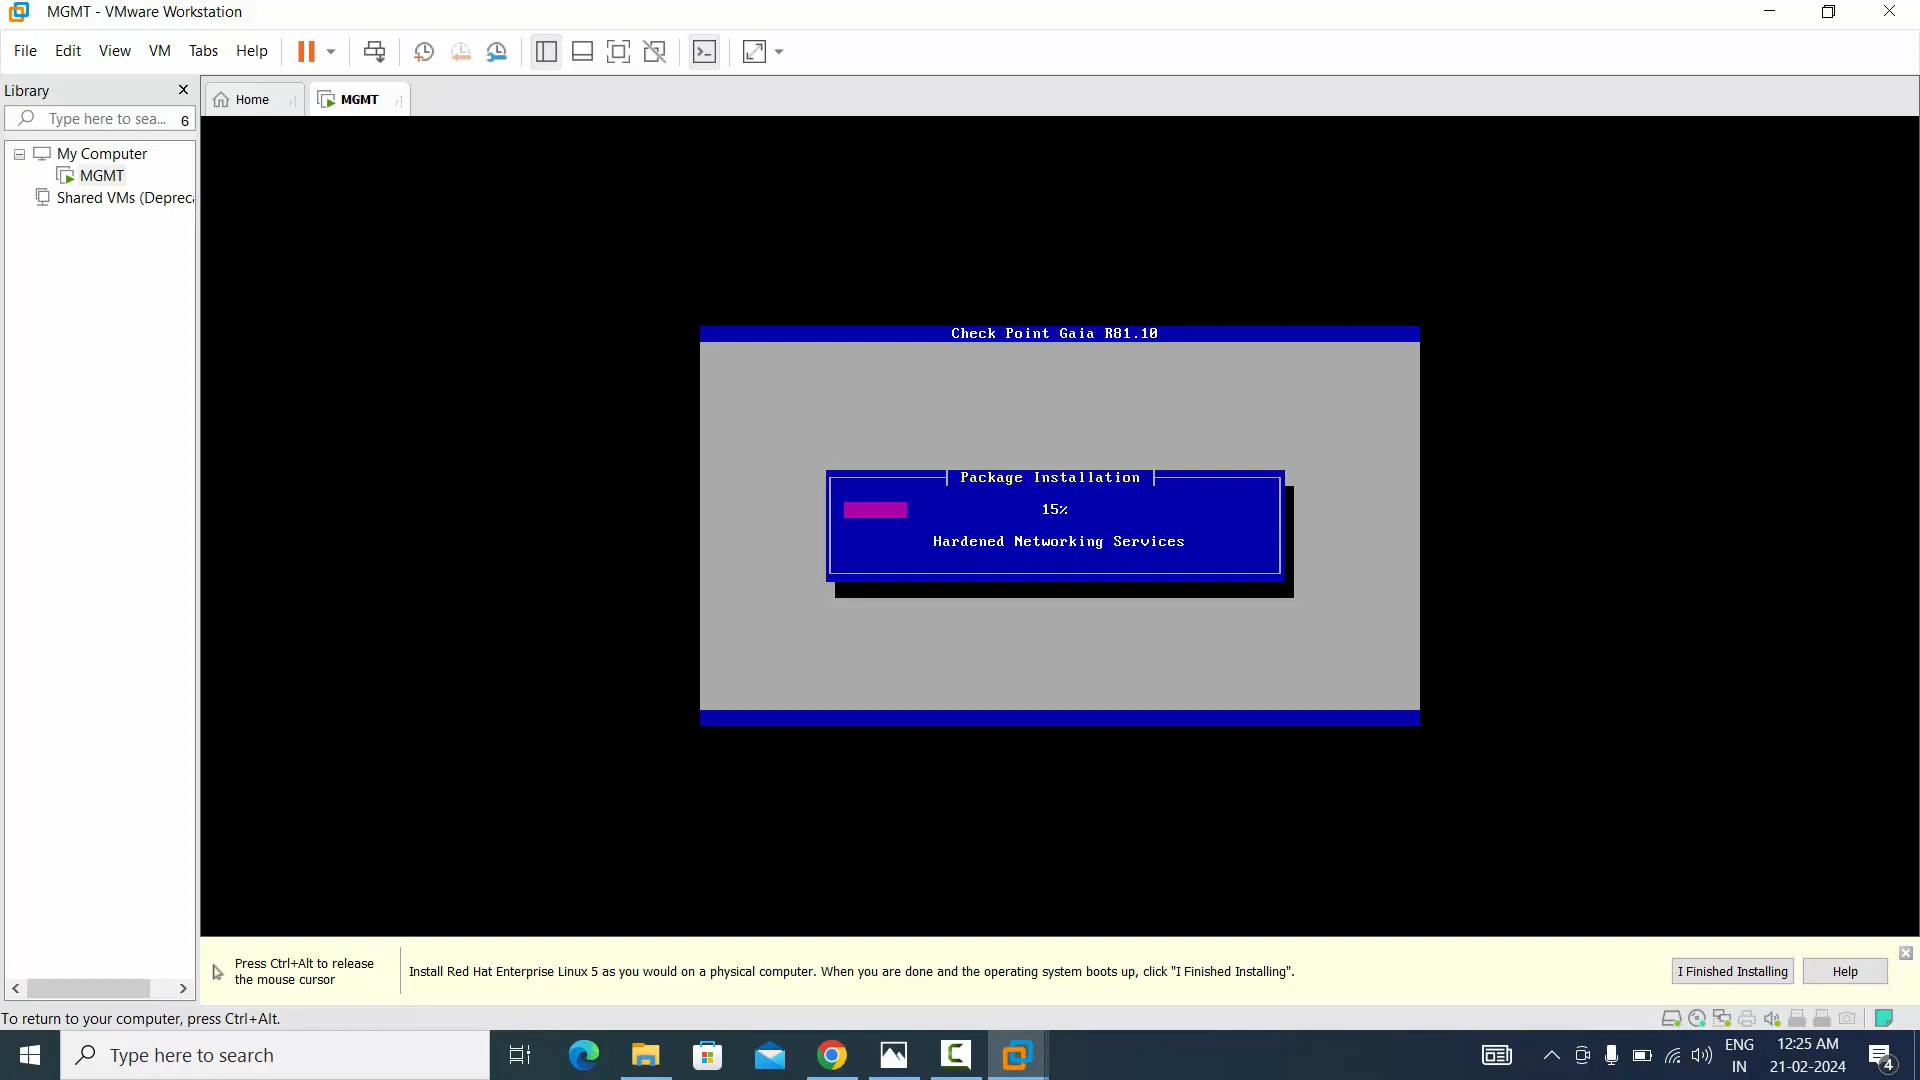 MGMT - VMware Workstation
File Edit View VM Tabs Help
Library
Type here to sea... 6
Home MGMT
My Computer
MGMT
Shared VMs (Depreca
Check Point Gaia R81.10
Package Installation
15%
Hardened Networking Services
Press Ctrl+Alt to release
the mouse cursor
Install Red Hat Enterprise Linux 5 as you would on a physical computer. When you are done and the operating system boots up, click "I Finished Installing".
I Finished Installing Help
To return to your computer, press Ctrl+Alt.
Type here to search
ENG
IN
12:25 AM
21-02-2024
4